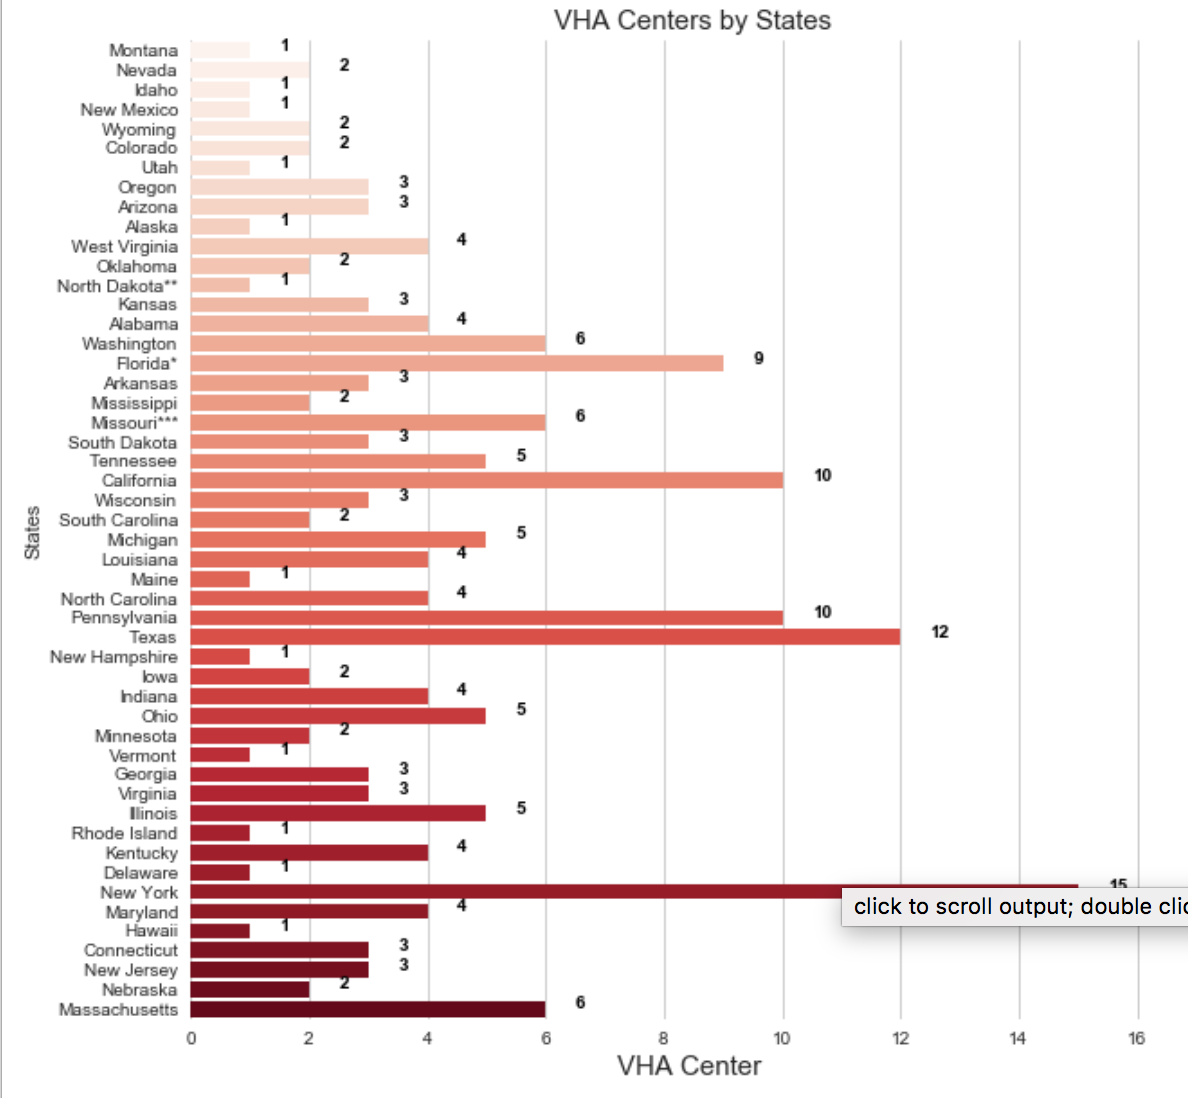 VHA Centers by States
Montana 1
Nevada 2
Idaho 1
New Mexico 1
Wyoming 2
Colorado 2
Utah 1
Oregon 3
Arizona 3
Alaska 1
West Virginia 4
Oklahoma 2
North Dakota** 1
Kansas 3
Alabama 4
Washington 6
Florida* 9
Arkansas 3
Mississippi 2
Missouri*** 6
South Dakota 3
Tennessee 5
California 10
Wisconsin 3
South Carolina 2
States
Michigan 5
Louisiana 4
Maine 1
North Carolina 4
Pennsylvania 10
Texas 12
New Hampshire 1
Iowa 2
Indiana 4
Ohio 5
Minnesota 2
Vermont 1
Georgia 3
Virginia 3
Illinois 5
Rhode Island 1
Kentucky 4
Delaware 1
New York 15
click to scroll output; double clic
Maryland 4
Hawaii 1
Connecticut 3
New Jersey 3
Nebraska 2
Massachusetts 6
0 2 4 6 8 10 12 14 16
VHA Center